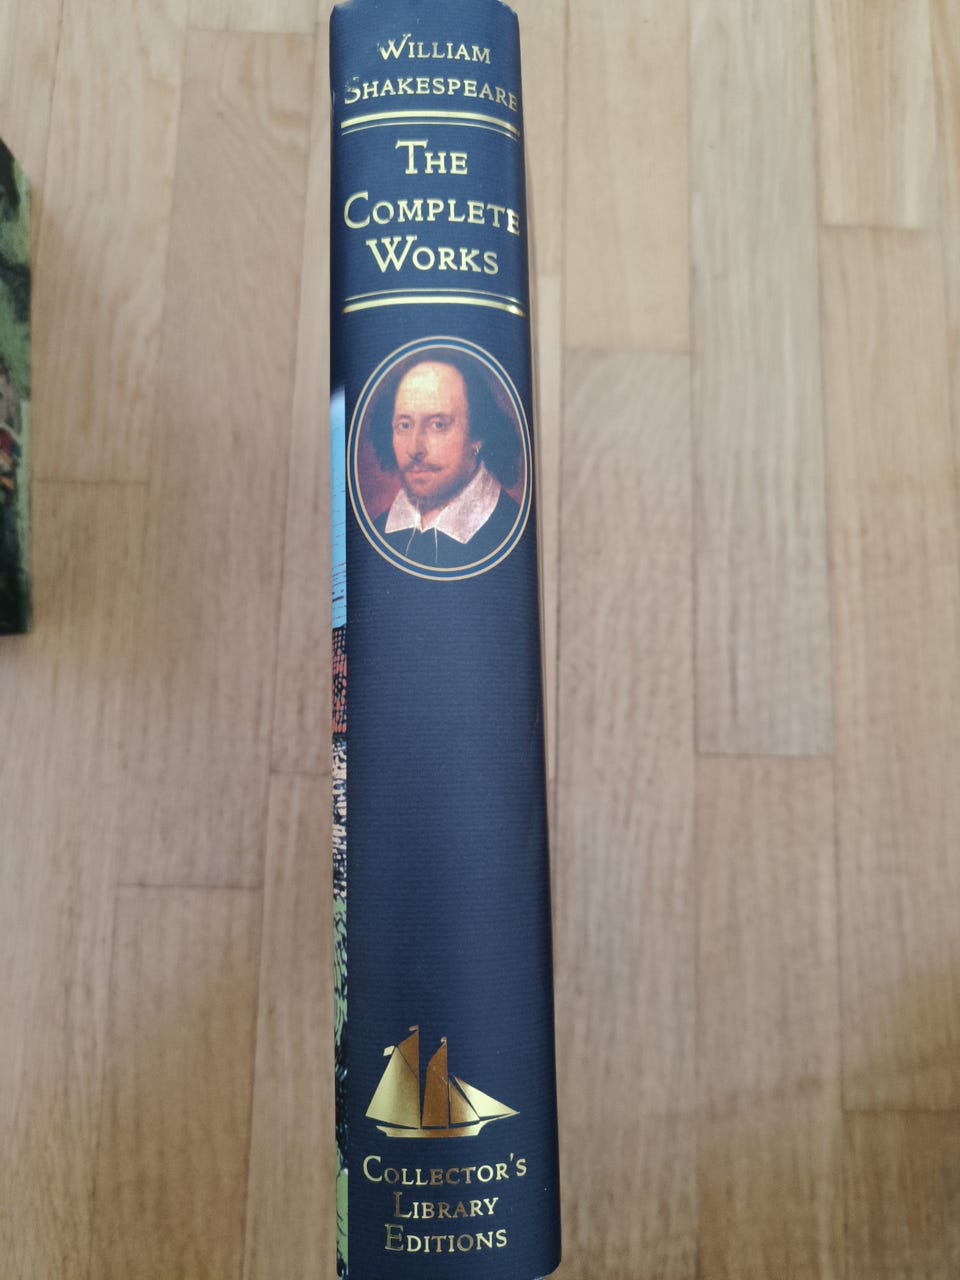 WILLIAM
SHAKESPEARE
THE
COMPLETE
WORKS
COLLECTOR'S
LIBRARY
EDITIONS